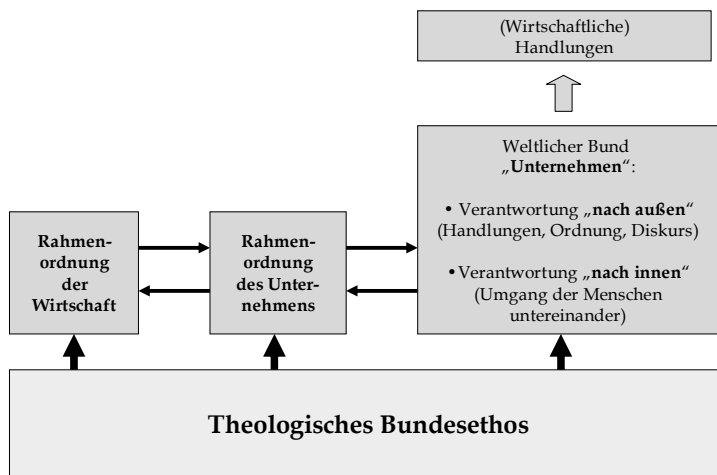 (Wirtschaftliche)
Handlungen
Weltlicher Bund
„Unternehmen“:
• Verantwortung „nach außen“
(Handlungen, Ordnung, Diskurs)
•Verantwortung „nach innen“
(Umgang der Menschen
untereinander)
Rahmen-
ordnung
der
Wirtschaft
Rahmen-
ordnung
des Unter-
nehmens
Theologisches Bundesethos